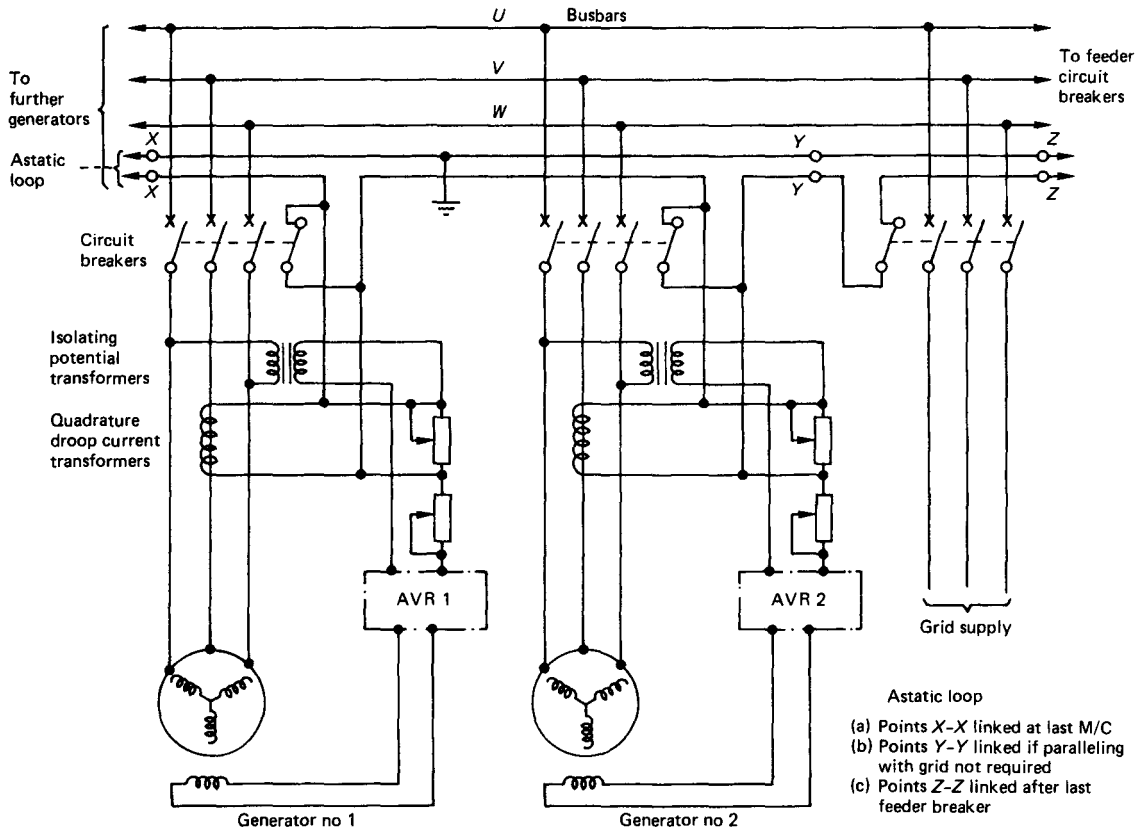 U
Busbars
V
W
To
further
generators
To feeder
circuit
breakers
Astatic
loop
X
X
Y
Y
Z
Z
Circuit
breakers
Isolating
potential
transformers
Quadrature
droop current
transformers
AVR 1
AVR 2
Grid supply
Generator no 1
Generator no 2
Astatic loop
(a) Points X-X linked at last M/C
(b) Points Y-Y linked if paralleling
with grid not required
(c) Points Z-Z linked after last
feeder breaker